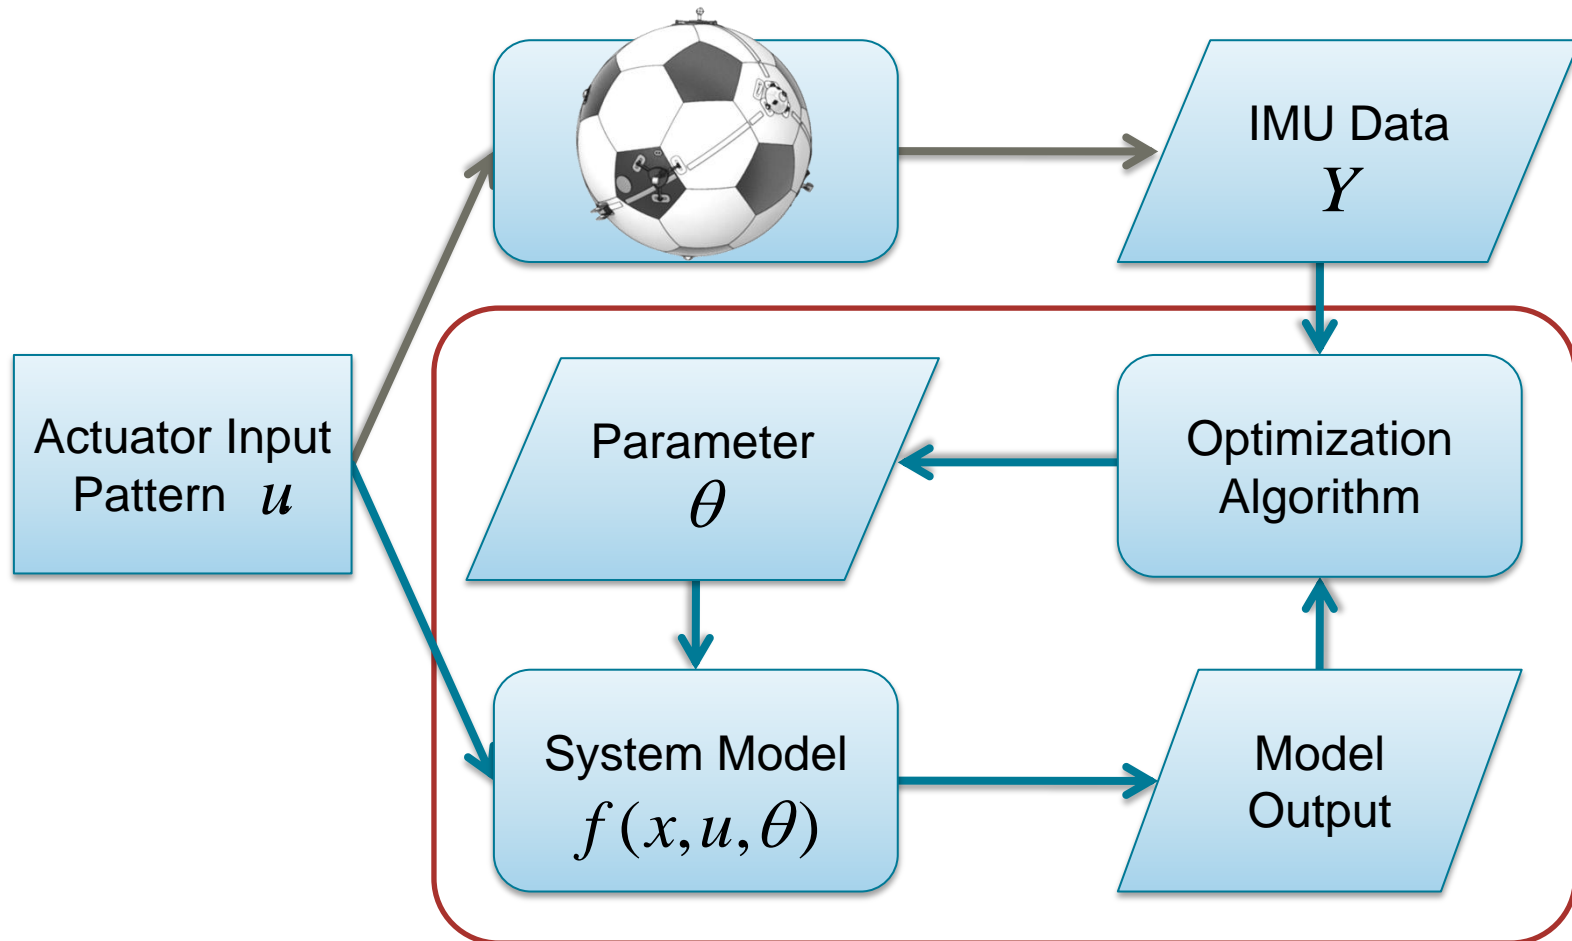 IMU Data
Y
Actuator Input
Pattern u
Parameter
θ
Optimization
Algorithm
System Model
f(x,u,θ)
Model
Output